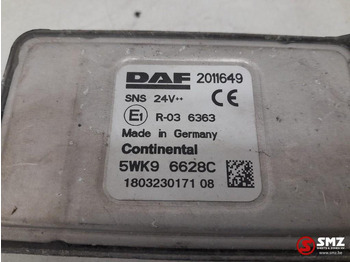 DAF 2011649
SNS 24V⎓ CE
E1 R-03 6363
Made in Germany
Continental
5WK9 6628C
1803230171 08
SMZ